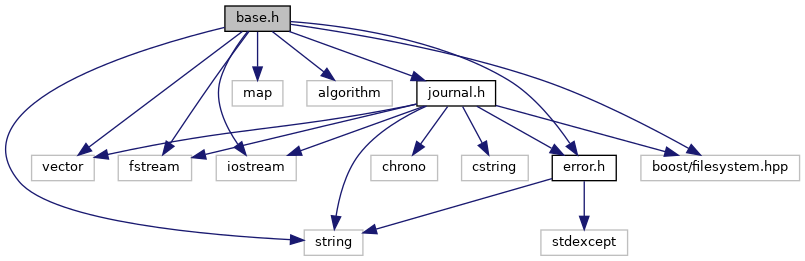 base.h
map
algorithm
journal.h
vector
fstream
iostream
chrono
cstring
error.h
boost/filesystem.hpp
string
stdexcept